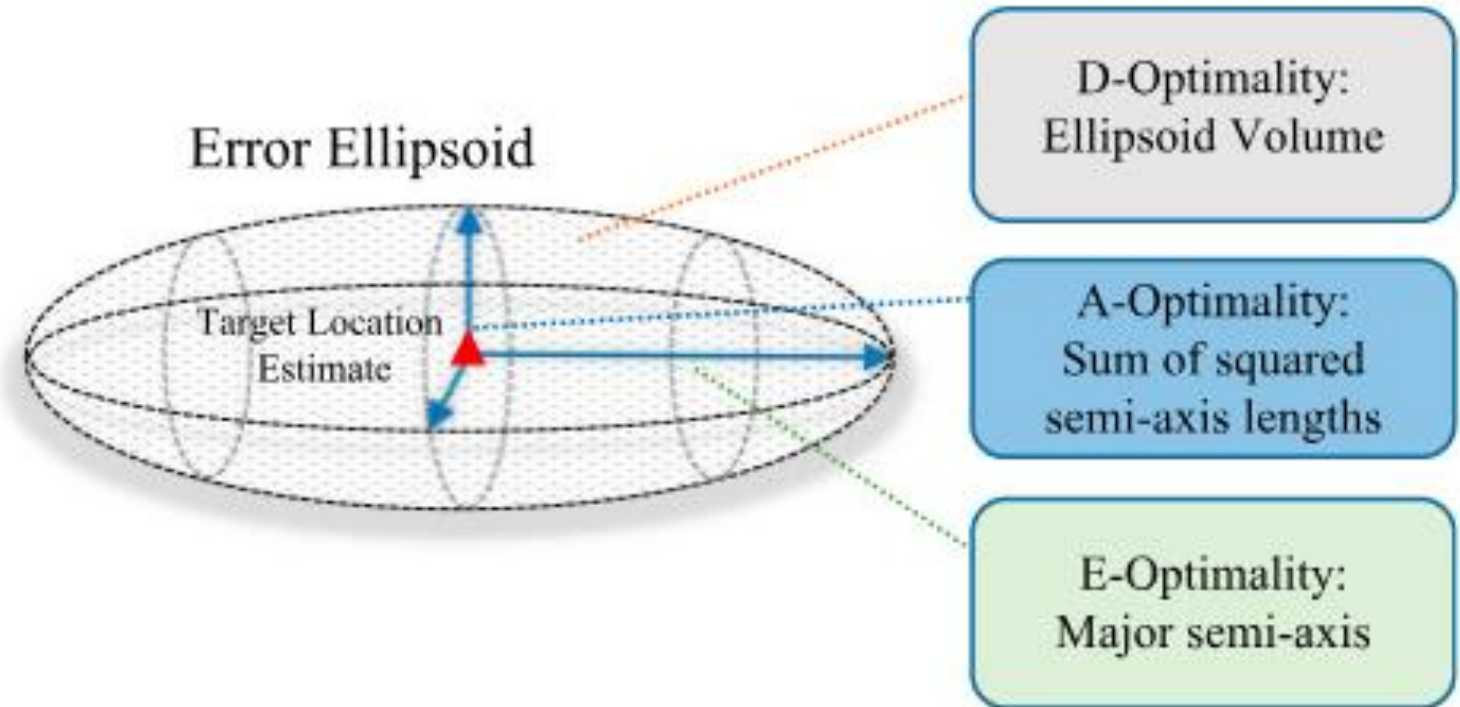 Error Ellipsoid
Target Location
Estimate
D-Optimality:
Ellipsoid Volume
A-Optimality:
Sum of squared
semi-axis lengths
E-Optimality:
Major semi-axis